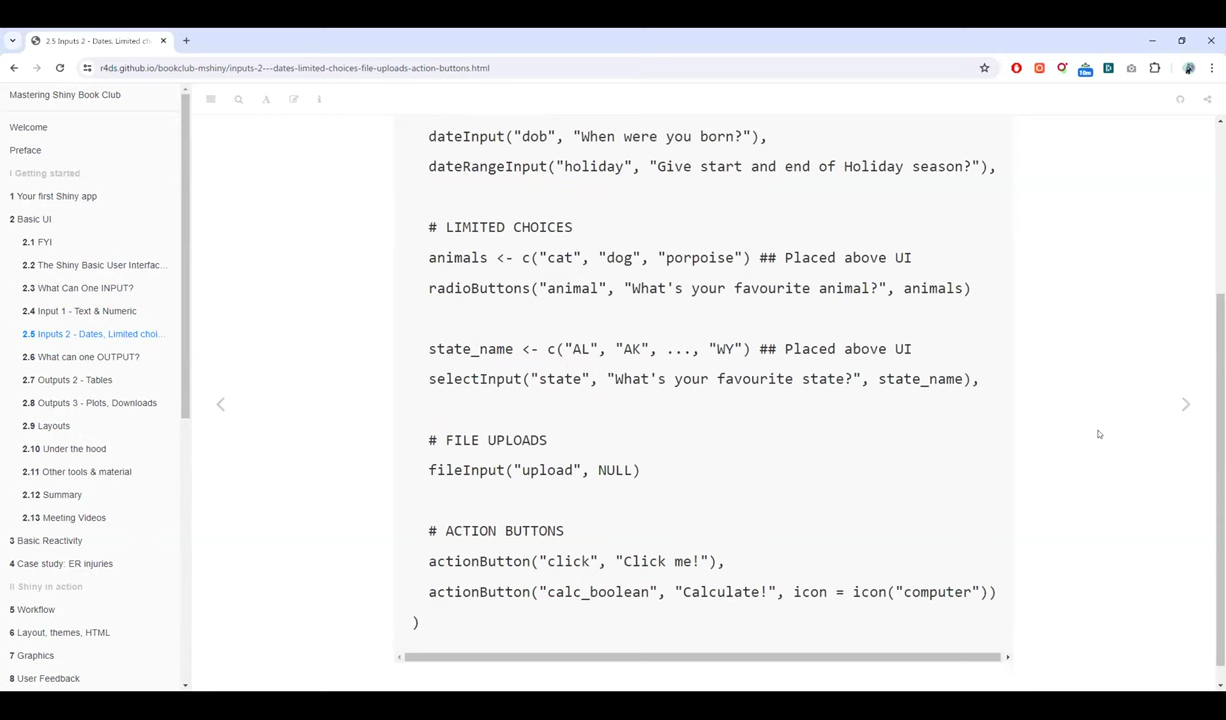 2.5 Inputs 2 - Dates, Limited ch
r4ds.github.io/bookclub-mshiny/inputs-2---dates-limited-choices-file-uploads-action-buttons.html
10m
Mastering Shiny Book Club
Welcome
Preface
I Getting started
1 Your first Shiny app
2 Basic UI
2.1 FYI
2.2 The Shiny Basic User Interfac...
2.3 What Can One INPUT?
2.4 Input 1 - Text & Numeric
2.5 Inputs 2 - Dates, Limited choi...
2.6 What can one OUTPUT?
2.7 Outputs 2 - Tables
2.8 Outputs 3 - Plots, Downloads
2.9 Layouts
2.10 Under the hood
2.11 Other tools & material
2.12 Summary
2.13 Meeting Videos
3 Basic Reactivity
4 Case study: ER injuries
II Shiny in action
5 Workflow
6 Layout, themes, HTML
7 Graphics
8 User Feedback
A
i
dateInput("dob", "When were you born?"),
dateRangeInput("holiday", "Give start and end of Holiday season?"),
# LIMITED CHOICES
animals <- c("cat", "dog", "porpoise") ## Placed above UI
radioButtons("animal", "What's your favourite animal?", animals)
state_name <- c("AL", "AK", ..., "WY") ## Placed above UI
selectInput("state", "What's your favourite state?", state_name),
# FILE UPLOADS
fileInput("upload", NULL)
# ACTION BUTTONS
actionButton("click", "Click me!"),
actionButton("calc_boolean", "Calculate!", icon = icon("computer"))
)